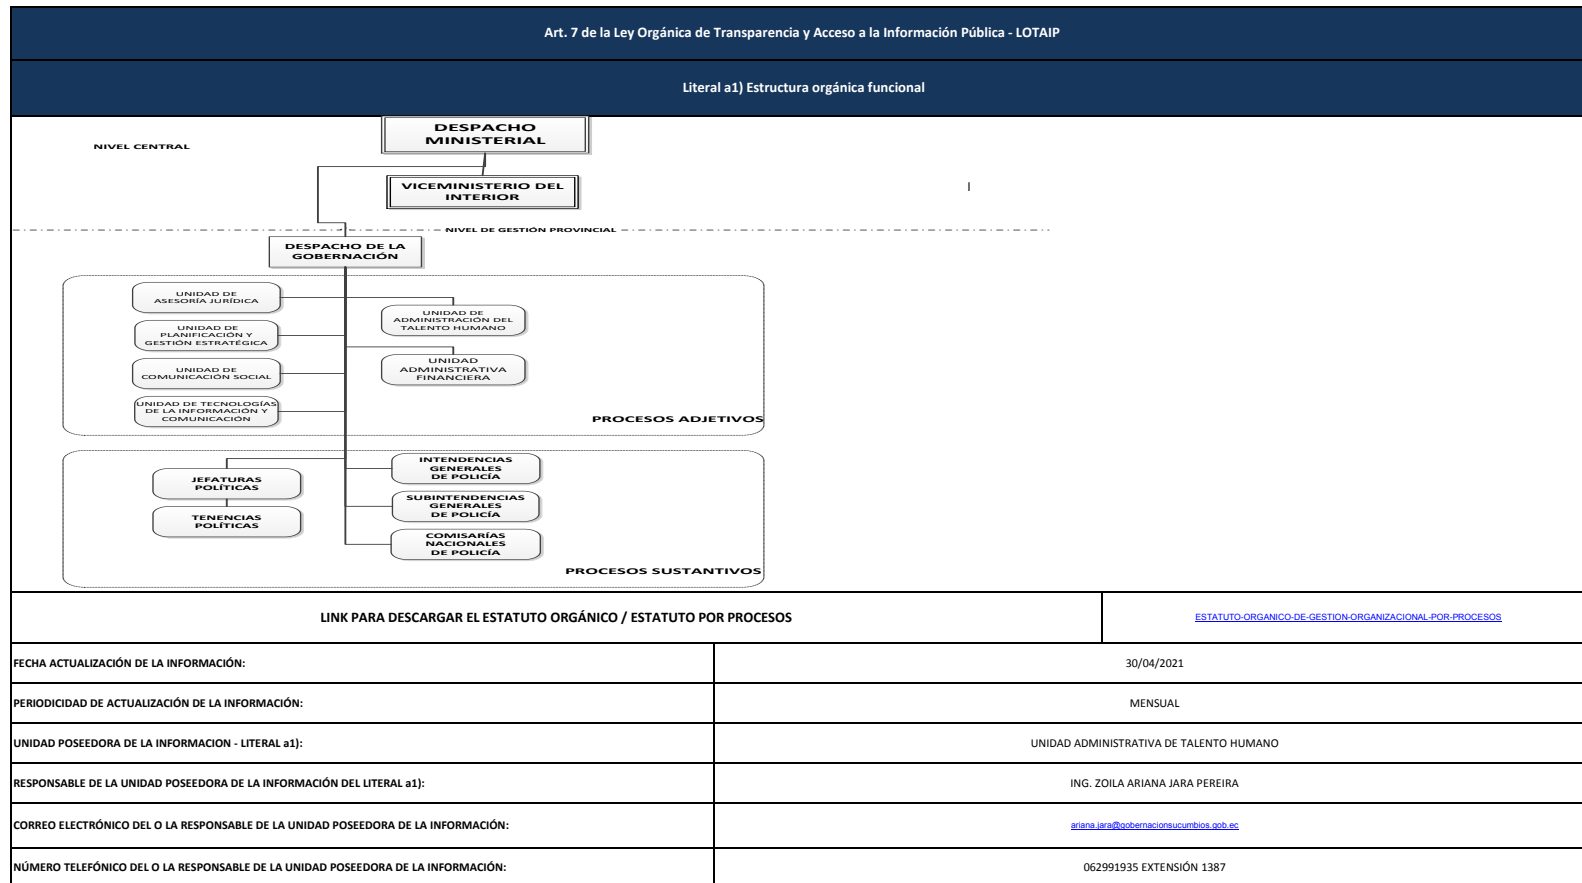 Art. 7 de la Ley Orgánica de Transparencia y Acceso a la Información Pública - LOTAIP
Literal a1) Estructura orgánica funcional
NIVEL CENTRAL
DESPACHO
MINISTERIAL
VICEMINISTERIO DEL
INTERIOR
NIVEL DE GESTIÓN PROVINCIAL
DESPACHO DE LA
GOBERNACIÓN
UNIDAD DE
ASESORÍA JURÍDICA
UNIDAD DE
ADMINISTRACIÓN DEL
TALENTO HUMANO
UNIDAD DE
PLANIFICACIÓN Y
GESTIÓN ESTRATÉGICA
UNIDAD
ADMINISTRATIVA
FINANCIERA
UNIDAD DE
COMUNICACIÓN SOCIAL
UNIDAD DE TECNOLOGÍAS
DE LA INFORMACIÓN Y
COMUNICACIÓN
PROCESOS ADJETIVOS
INTENDENCIAS
GENERALES
DE POLICÍA
JEFATURAS
POLÍTICAS
SUBINTENDENCIAS
GENERALES
DE POLICÍA
TENENCIAS
POLÍTICAS
COMISARÍAS
NACIONALES
DE POLICÍA
PROCESOS SUSTANTIVOS
LINK PARA DESCARGAR EL ESTATUTO ORGÁNICO / ESTATUTO POR PROCESOS
ESTATUTO-ORGANICO-DE-GESTION-ORGANIZACIONAL-POR-PROCESOS
FECHA ACTUALIZACIÓN DE LA INFORMACIÓN:
30/04/2021
PERIODICIDAD DE ACTUALIZACIÓN DE LA INFORMACIÓN:
MENSUAL
UNIDAD POSEEDORA DE LA INFORMACION - LITERAL a1):
UNIDAD ADMINISTRATIVA DE TALENTO HUMANO
RESPONSABLE DE LA UNIDAD POSEEDORA DE LA INFORMACIÓN DEL LITERAL a1):
ING. ZOILA ARIANA JARA PEREIRA
CORREO ELECTRÓNICO DEL O LA RESPONSABLE DE LA UNIDAD POSEEDORA DE LA INFORMACIÓN:
ariana.jara@gobernacionsucumbios.gob.ec
NÚMERO TELEFÓNICO DEL O LA RESPONSABLE DE LA UNIDAD POSEEDORA DE LA INFORMACIÓN:
062991935 EXTENSIÓN 1387